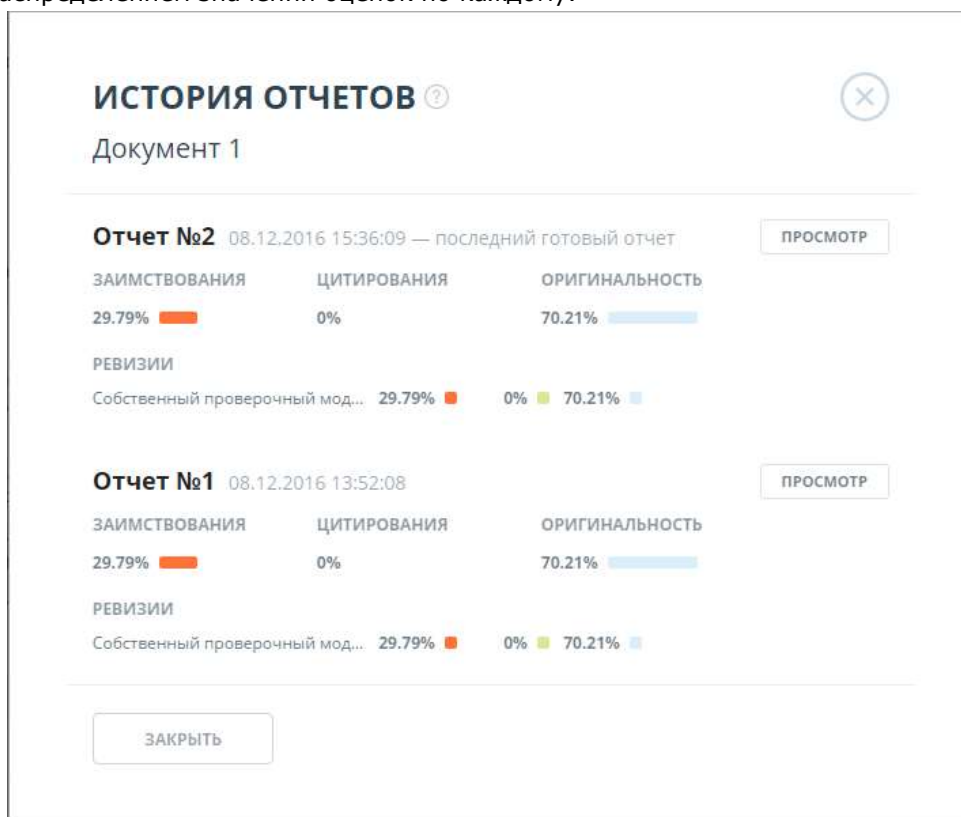 ИСТОРИЯ ОТЧЕТОВ ?
Документ 1
Отчет №2 08.12.2016 15:36:09 — последний готовый отчет ПРОСМОТР
ЗАИМСТВОВАНИЯ ЦИТИРОВАНИЯ ОРИГИНАЛЬНОСТЬ
29.79% 0% 70.21%
РЕВИЗИИ
Собственный проверочный мод... 29.79% 0% 70.21%
Отчет №1 08.12.2016 13:52:08 ПРОСМОТР
ЗАИМСТВОВАНИЯ ЦИТИРОВАНИЯ ОРИГИНАЛЬНОСТЬ
29.79% 0% 70.21%
РЕВИЗИИ
Собственный проверочный мод... 29.79% 0% 70.21%
ЗАКРЫТЬ